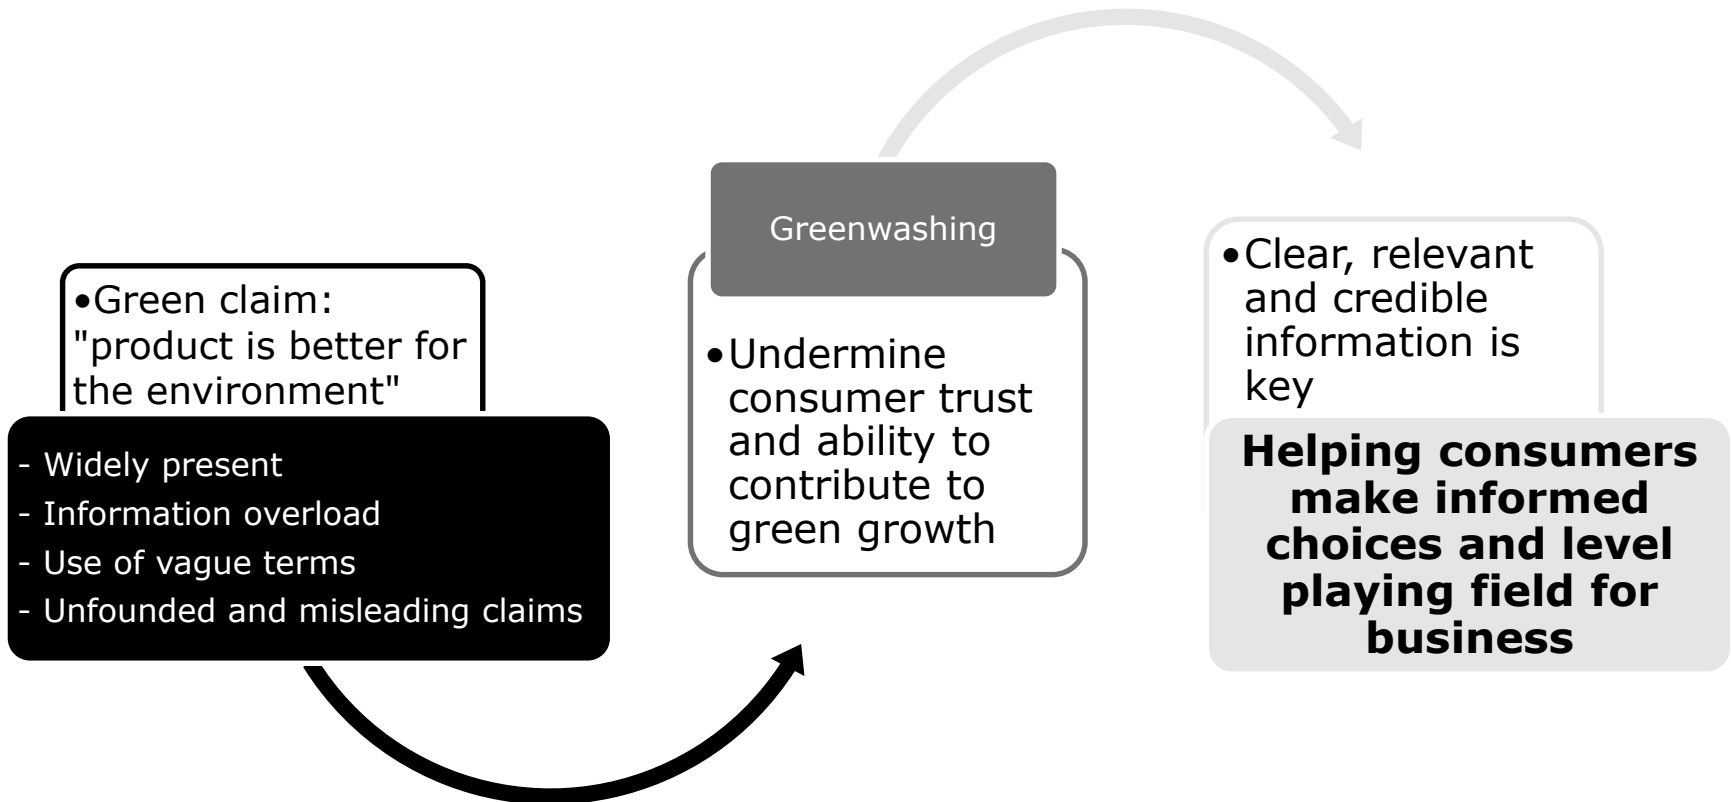 •Green claim:
"product is better for
the environment"
- Widely present
- Information overload
- Use of vague terms
- Unfounded and misleading claims
Greenwashing
•Undermine
consumer trust
and ability to
contribute to
green growth
•Clear, relevant
and credible
information is
key
Helping consumers
make informed
choices and level
playing field for
business